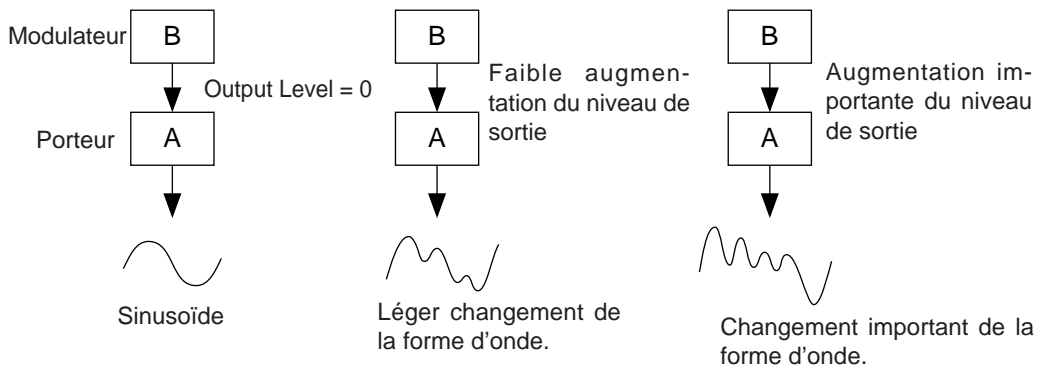 Modulateur
B
Output Level = 0
Porteur
A
Sinusoïde
B
Faible augmen-
tation du niveau de
sortie
A
Léger changement de
la forme d'onde.
B
Augmentation im-
portante du niveau
de sortie
A
Changement important de la
forme d'onde.